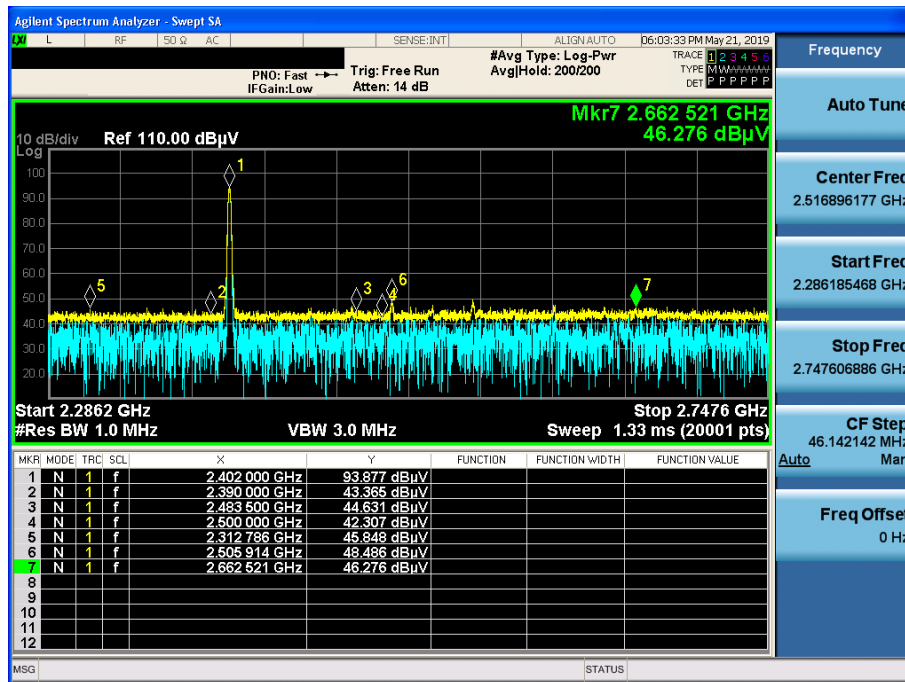 Agilent Spectrum Analyzer - Swept SA
LXI L RF 50 Ω AC SENSE:INT ALIGN AUTO 06:03:33 PM May 21, 2019
PNO: Fast
IFGain:Low
Trig: Free Run
Atten: 14 dB
#Avg Type: Log-Pwr
Avg|Hold: 200/200
TRACE 1 2 3 4 5 6
TYPE
DET P P P P P P
Mkr7 2.662 521 GHz
46.276 dBµV
10 dB/div Ref 110.00 dBµV
Log
100
90.0
80.0
70.0
60.0
50.0
40.0
30.0
20.0
1
2
3
4
5
6
7
Start 2.2862 GHz Stop 2.7476 GHz
#Res BW 1.0 MHz VBW 3.0 MHz Sweep 1.33 ms (20001 pts)
MKR MODE TRC SCL X Y FUNCTION FUNCTION WIDTH FUNCTION VALUE
1 N 1 f 2.402 000 GHz 93.877 dBµV
2 N 1 f 2.390 000 GHz 43.365 dBµV
3 N 1 f 2.483 500 GHz 44.631 dBµV
4 N 1 f 2.500 000 GHz 42.307 dBµV
5 N 1 f 2.312 786 GHz 45.848 dBµV
6 N 1 f 2.505 914 GHz 48.486 dBµV
7 N 1 f 2.662 521 GHz 46.276 dBµV
8
9
10
11
12
MSG STATUS
Frequency
Auto Tune
Center Freq
2.516896177 GHz
Start Freq
2.286185468 GHz
Stop Freq
2.747606886 GHz
CF Step
46.142142 MHz
Auto Man
Freq Offset
0 Hz